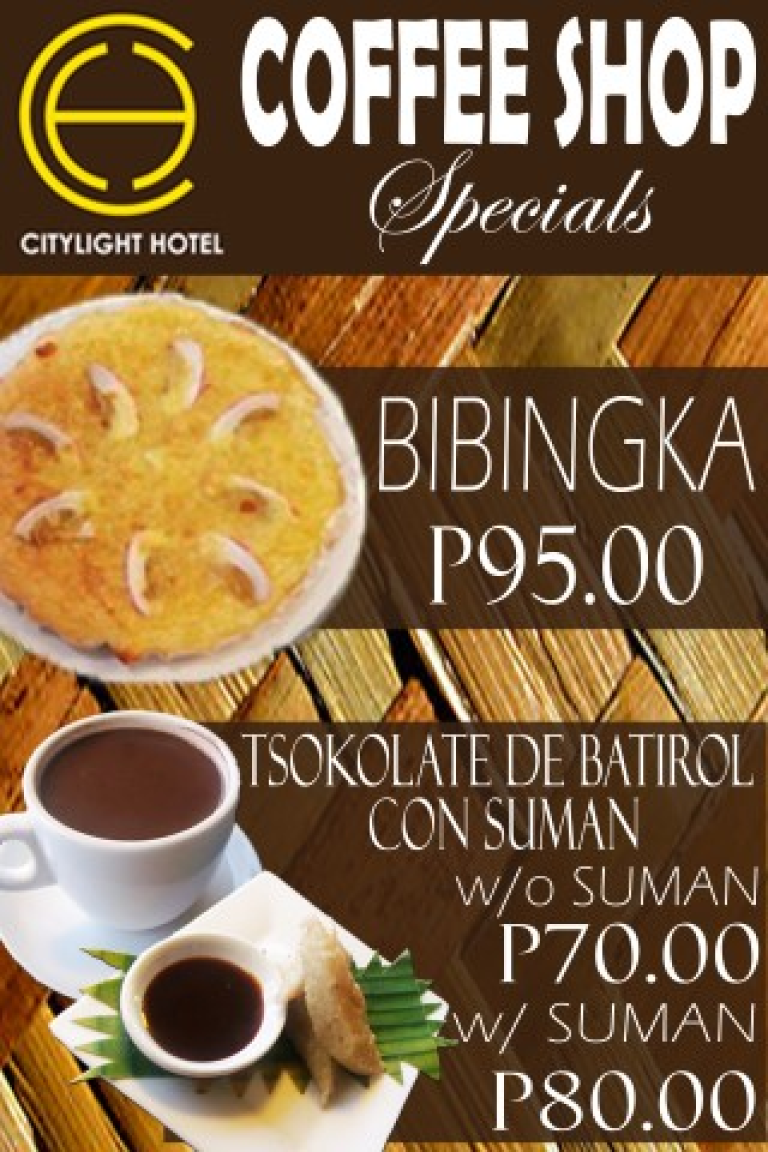 COFFEE SHOP
Specials
CITYLIGHT HOTEL
BIBINGKA
P95.00
TSOKOLATE DE BATIROL
CON SUMAN
w/o SUMAN
P70.00
w/ SUMAN
P80.00